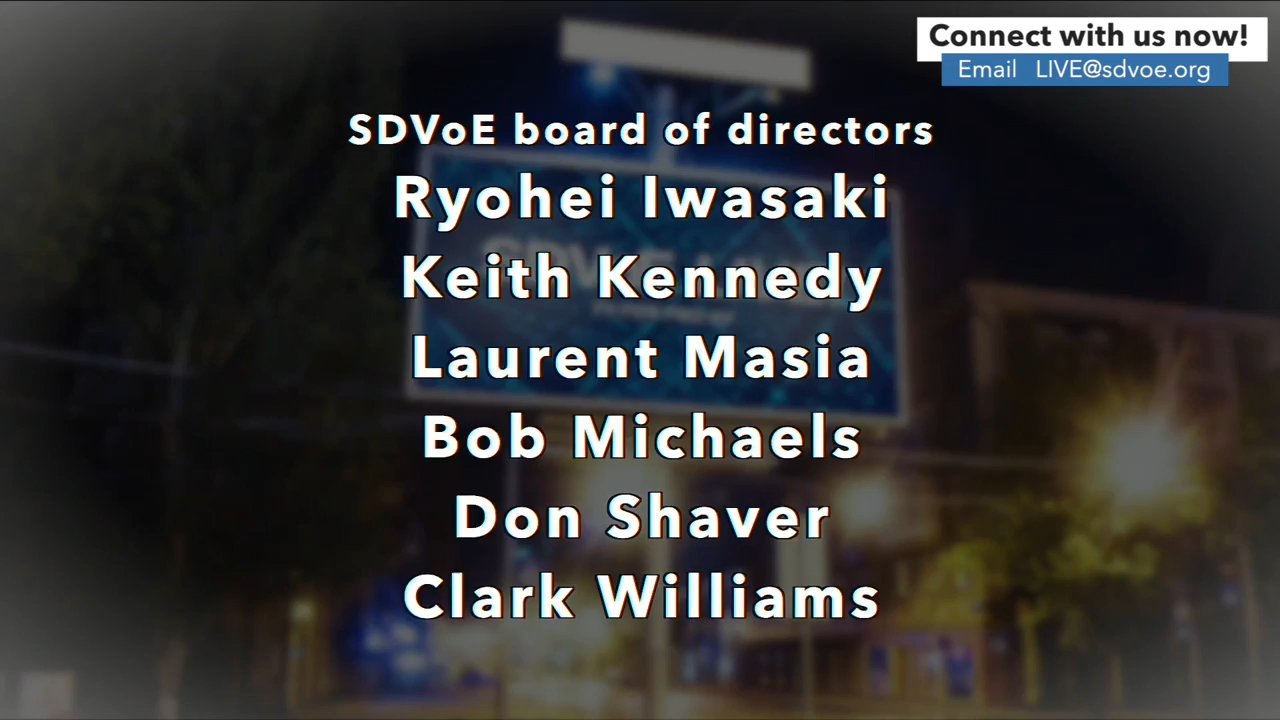 Connect with us now!
Email LIVE@sdvoe.org
SDVoE board of directors
Ryohei Iwasaki
Keith Kennedy
Laurent Masia
Bob Michaels
Don Shaver
Clark Williams